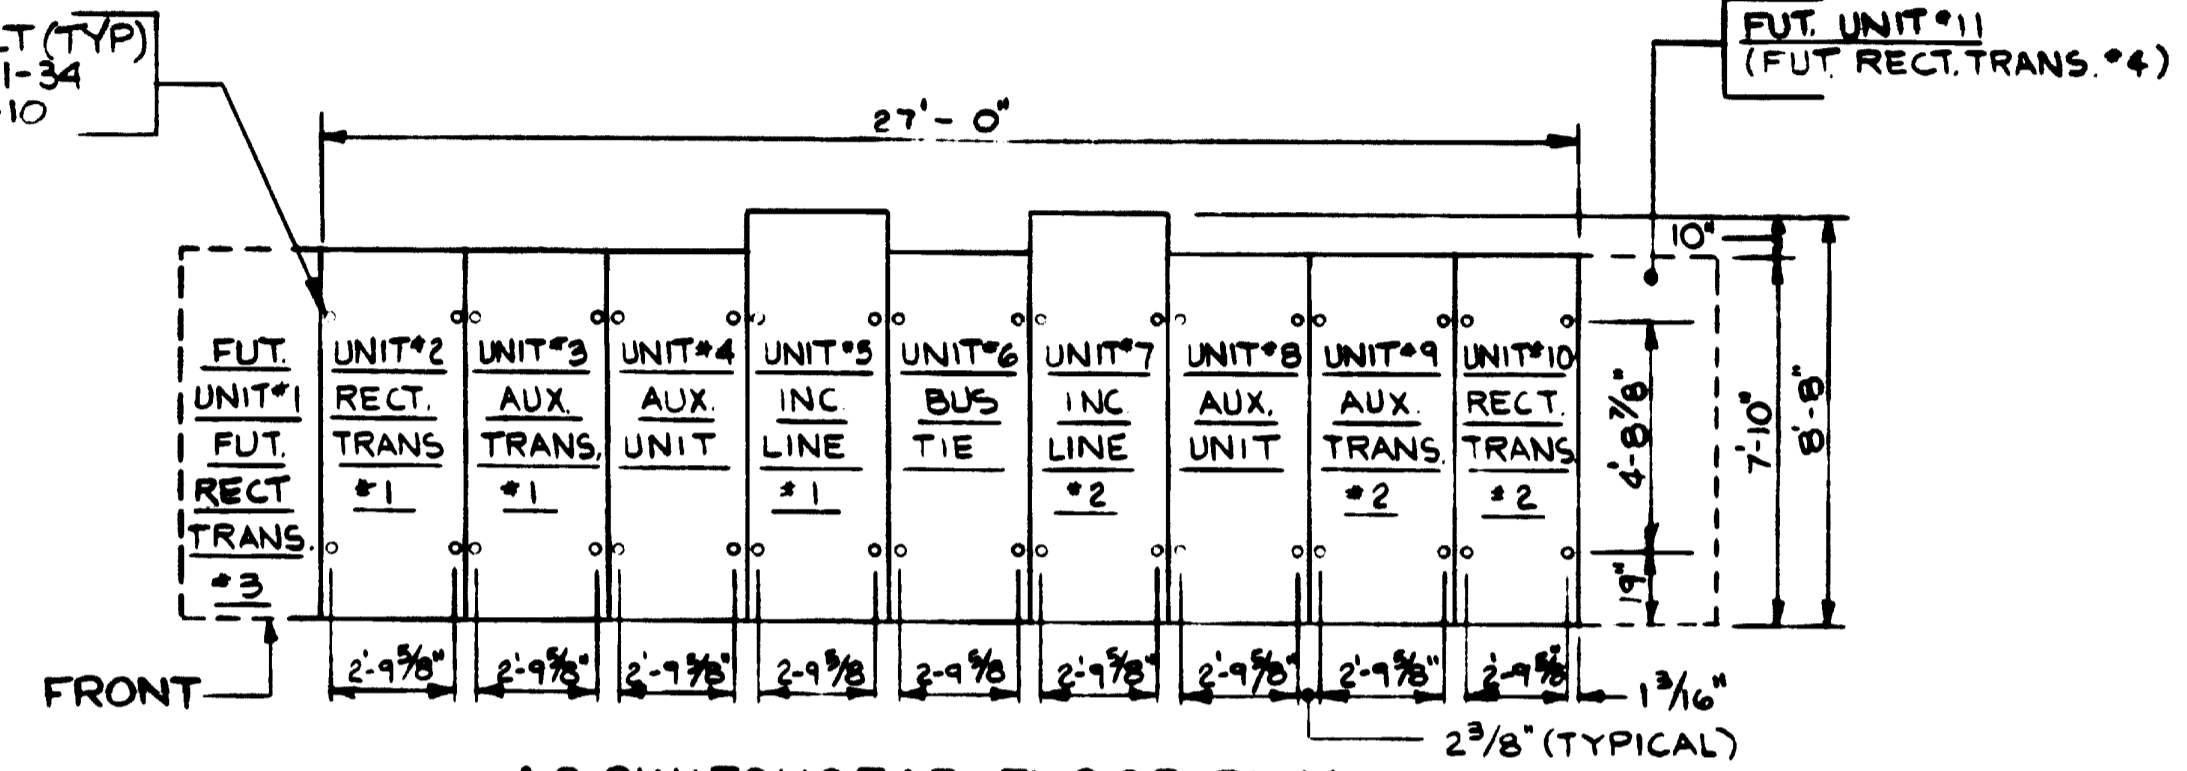 (TYP)
1-34
10
FUT. UNIT #11
(FUT. RECT. TRANS. #4)
27'-0"
10"
FUT.
UNIT #1
FUT.
RECT
TRANS.
#3
UNIT #2
RECT.
TRANS
#1
UNIT #3
AUX.
TRANS.
#1
UNIT #4
AUX.
UNIT
UNIT #5
INC.
LINE
#1
UNIT #6
BUS
TIE
UNIT #7
INC
LINE
#2
UNIT #8
AUX.
UNIT
UNIT #9
AUX.
TRANS.
#2
UNIT #10
RECT.
TRANS.
#2
4'-8 7/8"
19"
7'-10"
8'-8"
FRONT
2'-9 5/8"
2'-9 5/8"
2'-9 5/8"
2-9 5/8
2-9 5/8
2'-9 5/8"
2'-9 5/8"
2'-9 5/8"
2'-9 5/8"
1 3/16"
2 3/8" (TYPICAL)